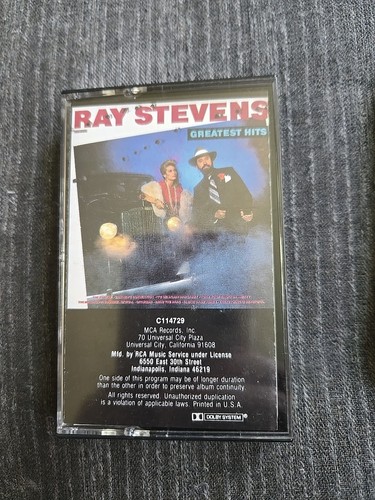 RAY STEVENS
GREATEST HITS
C114729
MCA Records, Inc.
70 Universal City Plaza
Universal City, California 91608
Mfd. by RCA Music Service under License
6550 East 30th Street
Indianapolis, Indiana 46219
One side of this program may be of longer duration
than the other in order to preserve album continuity.
All rights reserved. Unauthorized duplication
is a violation of applicable laws. Printed in U.S.A.
DOLBY SYSTEM